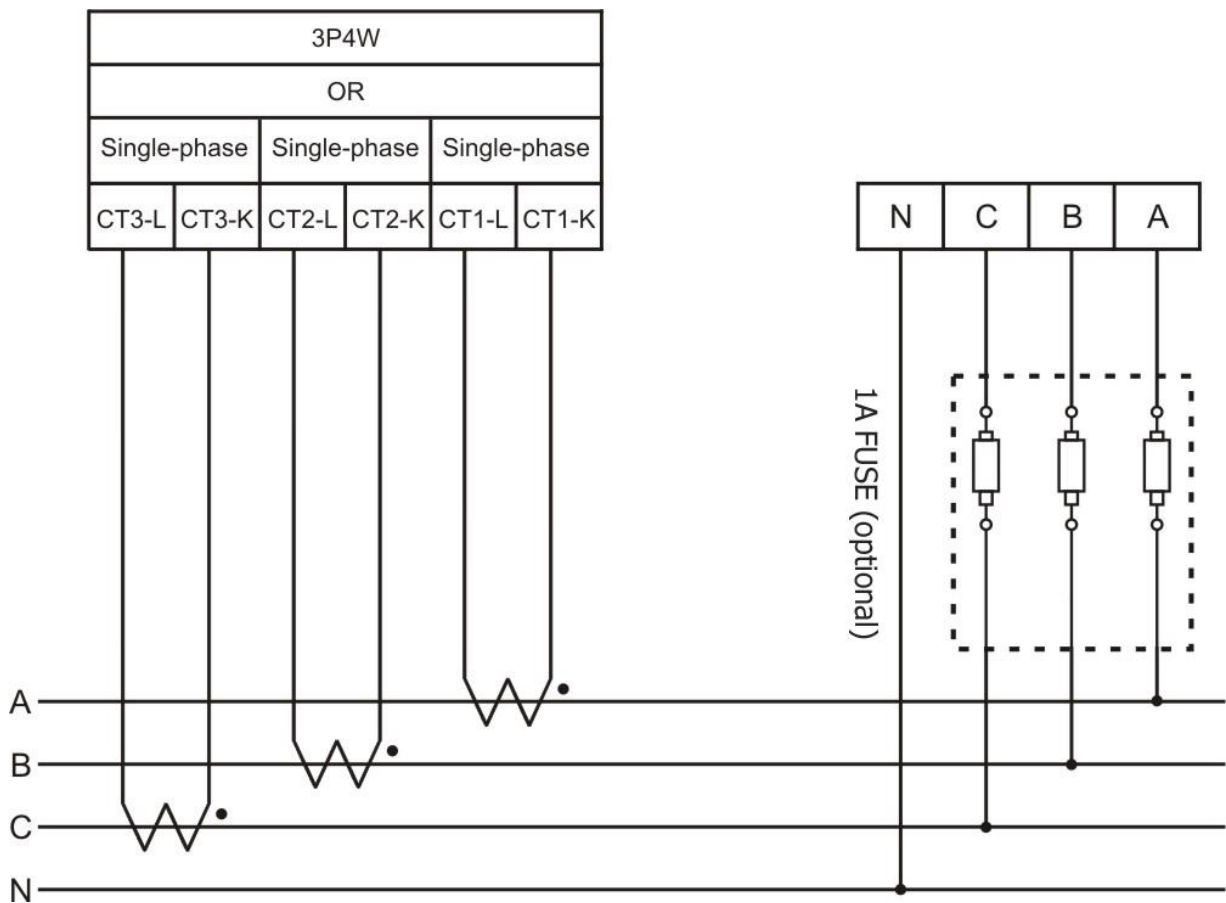 3P4W
OR
Single-phase Single-phase Single-phase
CT3-L CT3-K CT2-L CT2-K CT1-L CT1-K
N C B A
1A FUSE (optional)
A
B
C
N